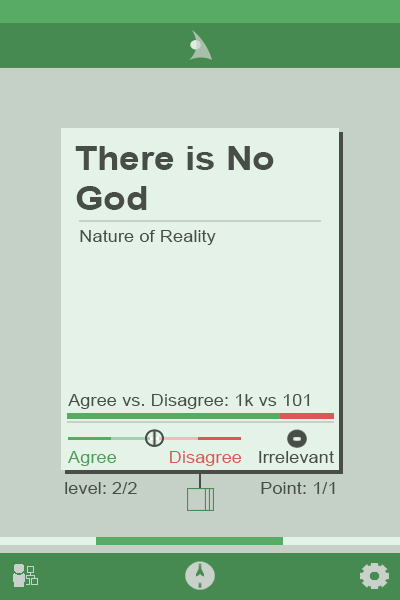 There is No
God
Nature of Reality
Agree vs. Disagree: 1k vs 101
Agree Disagree Irrelevant
level: 2/2 Point: 1/1